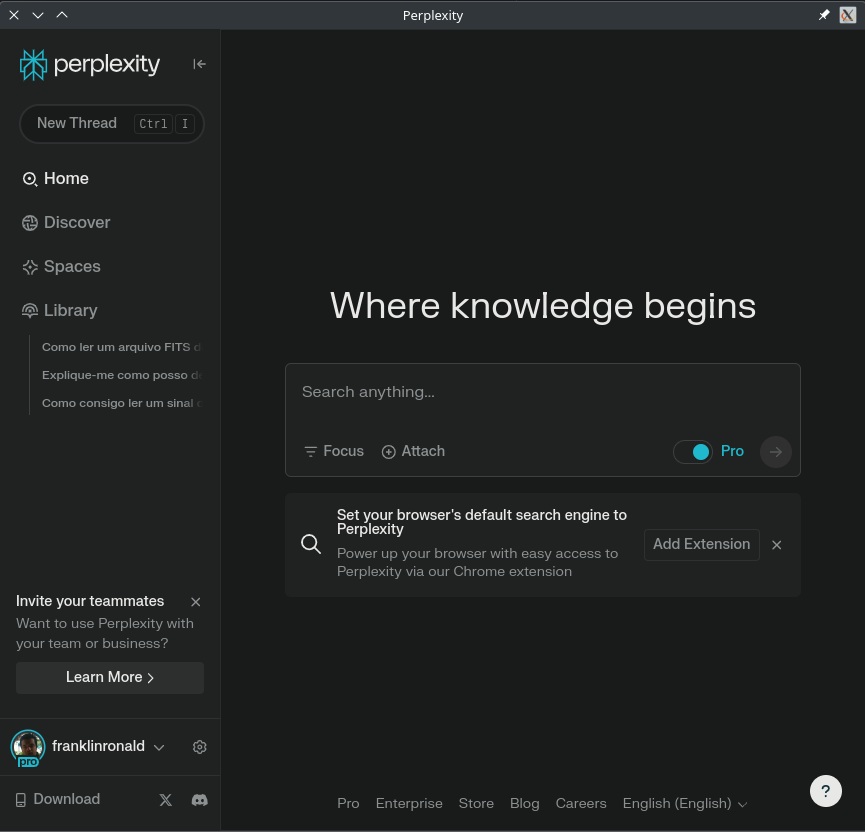 Perplexity
perplexity
New Thread Ctrl I
Home
Discover
Spaces
Library
Como ler um arquivo FITS d
Explique-me como posso de
Como consigo ler um sinal
Where knowledge begins
Search anything...
Focus Attach Pro
Set your browser's default search engine to
Perplexity
Power up your browser with easy access to
Perplexity via our Chrome extension
Add Extension
Invite your teammates
Want to use Perplexity with
your team or business?
Learn More
franklinronald
pro
Download
Pro Enterprise Store Blog Careers English (English)
?